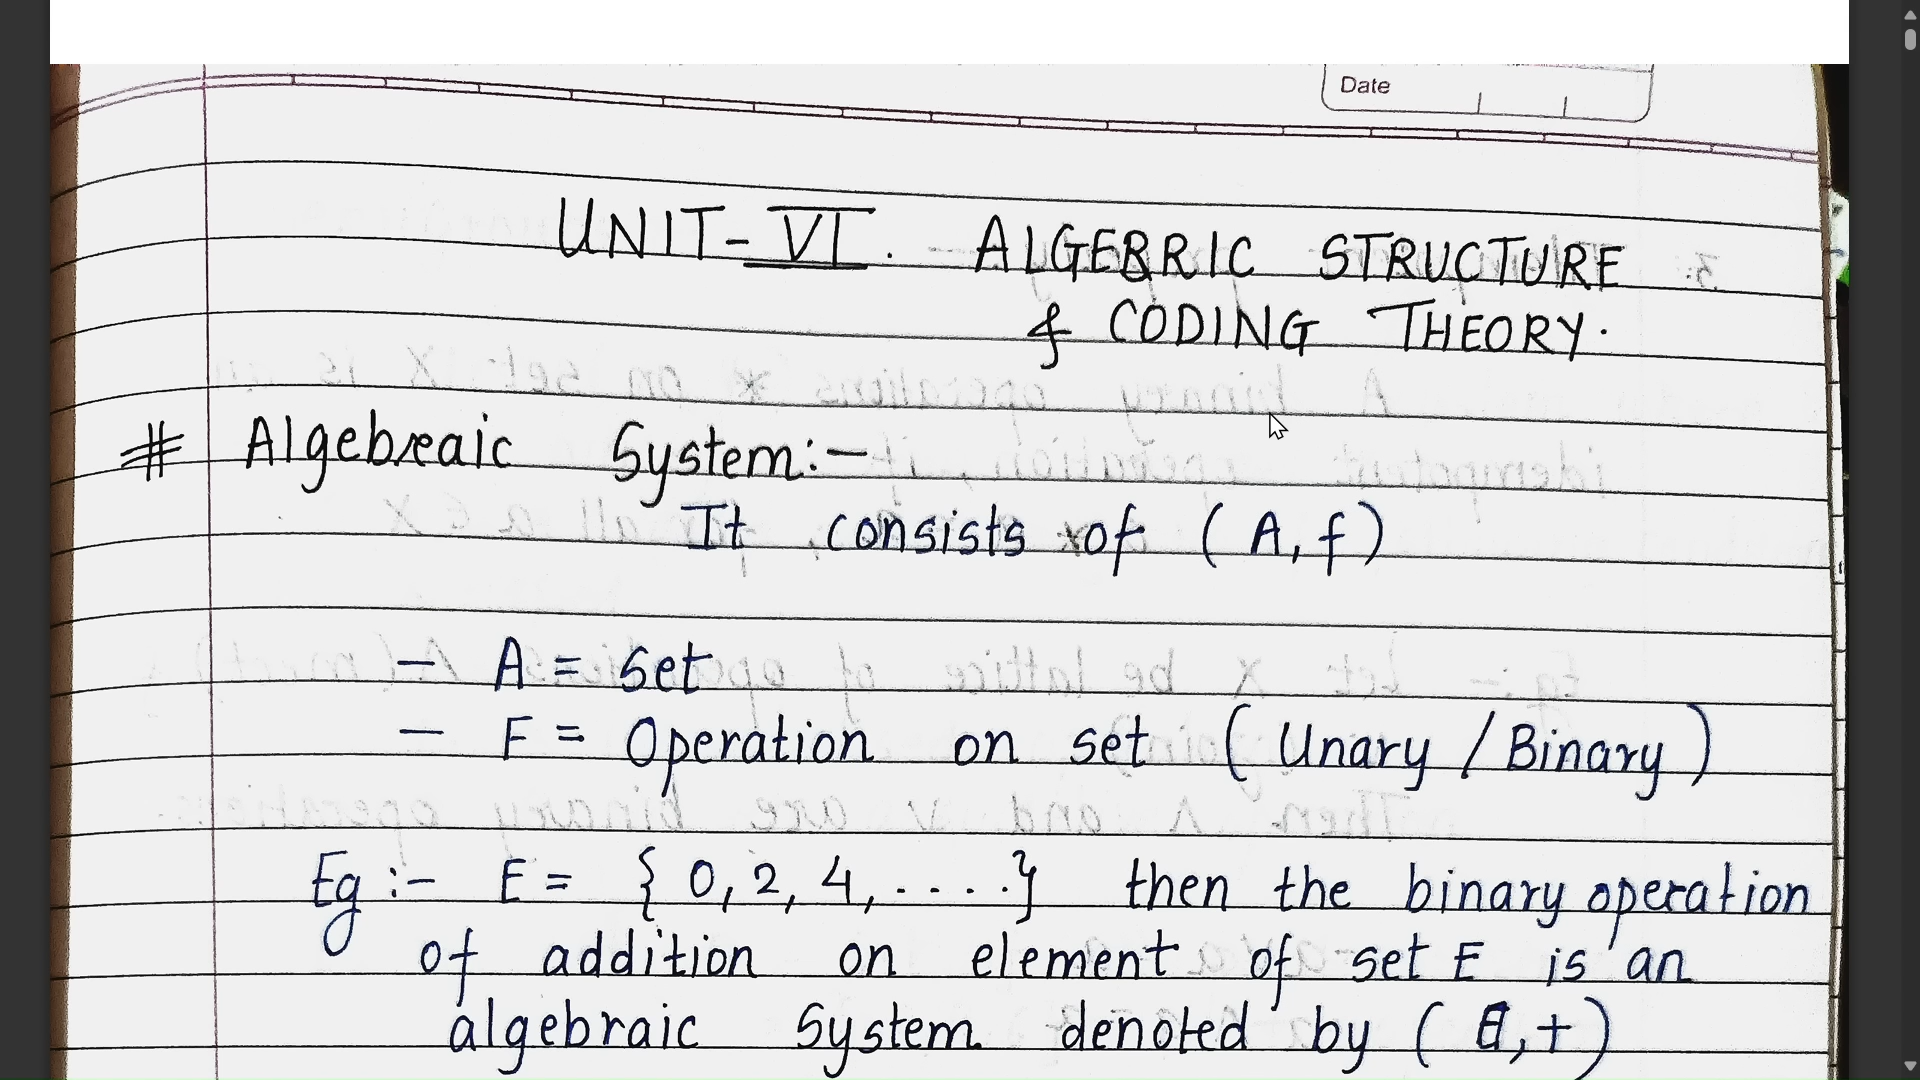 Date
UNIT-VI. ALGEBRIC STRUCTURE
& CODING THEORY.
# Algebreaic System:-
It consists of (A, f)
- A = set
- F = Operation on set (Unary / Binary)
Eg :- E = { 0, 2, 4, ....} then the binary operation
of addition on element of set E is an
algebraic system denoted by ( E, +)